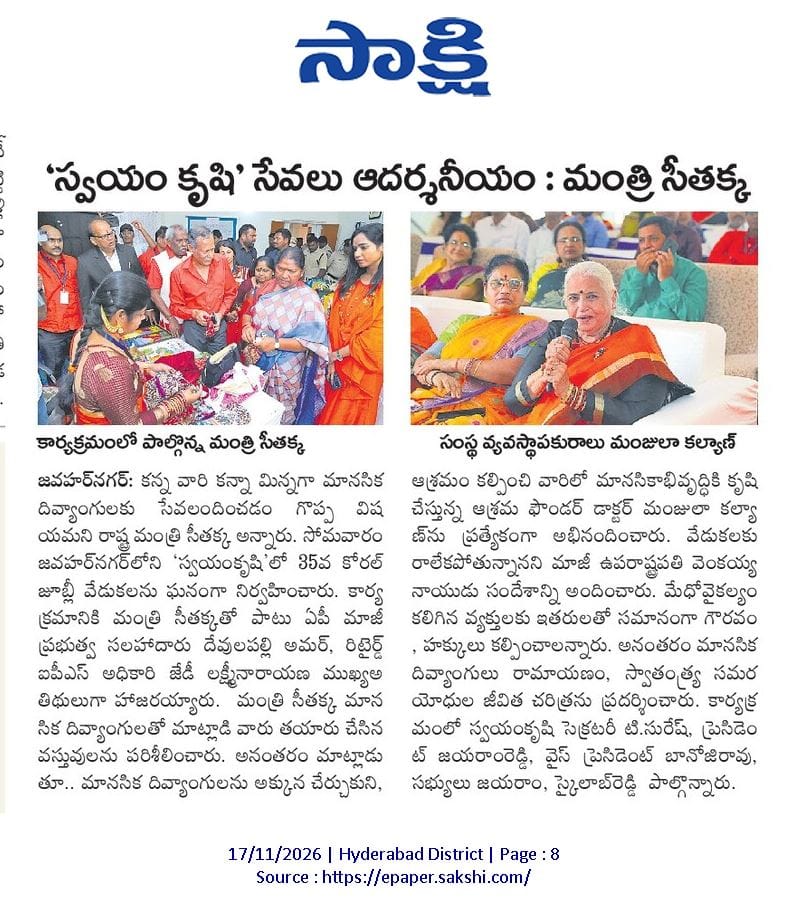 సాక్షి
‘స్వయం కృషి’ సేవలు ఆదర్శనీయం : మంత్రి సీతక్క
కార్యక్రమంలో పాల్గొన్న మంత్రి సీతక్క
జవహర్‌నగర్: కన్న వారి కన్నా మిన్నగా మానసిక
దివ్యాంగులకు సేవలందించడం గొప్ప విష
యమని రాష్ట్ర మంత్రి సీతక్క అన్నారు. సోమవారం
జవహర్‌నగర్‌లోని ‘స్వయంకృషి’లో 35వ కోరల్
జూబ్లీ వేడుకలను ఘనంగా నిర్వహించారు. కార్య
క్రమానికి మంత్రి సీతక్కతో పాటు ఏపీ మాజీ
ప్రభుత్వ సలహాదారు దేవులపల్లి అమర్, రిటైర్డ్
ఐపీఎస్ అధికారి జేడీ లక్ష్మీనారాయణ ముఖ్యఅ
తిథులుగా హాజరయ్యారు. మంత్రి సీతక్క మాన
సిక దివ్యాంగులతో మాట్లాడి వారు తయారు చేసిన
వస్తువులను పరిశీలించారు. అనంతరం మాట్లాడు
తూ.. మానసిక దివ్యాంగులను అక్కున చేర్చుకుని,
సంస్థ వ్యవస్థాపకురాలు మంజులా కల్యాణ్
ఆశ్రమం కల్పించి వారిలో మానసికాభివృద్ధికి కృషి
చేస్తున్న ఆశ్రమ ఫౌండర్ డాక్టర్ మంజులా కల్యా
ణ్‌ను ప్రత్యేకంగా అభినందించారు. వేడుకలకు
రాలేకపోతున్నానని మాజీ ఉపరాష్ట్రపతి వెంకయ్య
నాయుడు సందేశాన్ని అందించారు. మేధోవైకల్యం
కలిగిన వ్యక్తులకు ఇతరులతో సమానంగా గౌరవం
, హక్కులు కల్పించాలన్నారు. అనంతరం మానసిక
దివ్యాంగులు రామాయణం, స్వాతంత్ర్య సమర
యోధుల జీవిత చరిత్రను ప్రదర్శించారు. కార్యక్ర
మంలో స్వయంకృషి సెక్రటరీ టి.సురేష్, ప్రెసిడెం
ట్ జయరాంరెడ్డి, వైస్ ప్రెసిడెంట్ బానోజిరావు,
సభ్యులు జయరాం, స్కైలాబ్‌రెడ్డి పాల్గొన్నారు.
17/11/2026 | Hyderabad District | Page : 8
Source : https://epaper.sakshi.com/